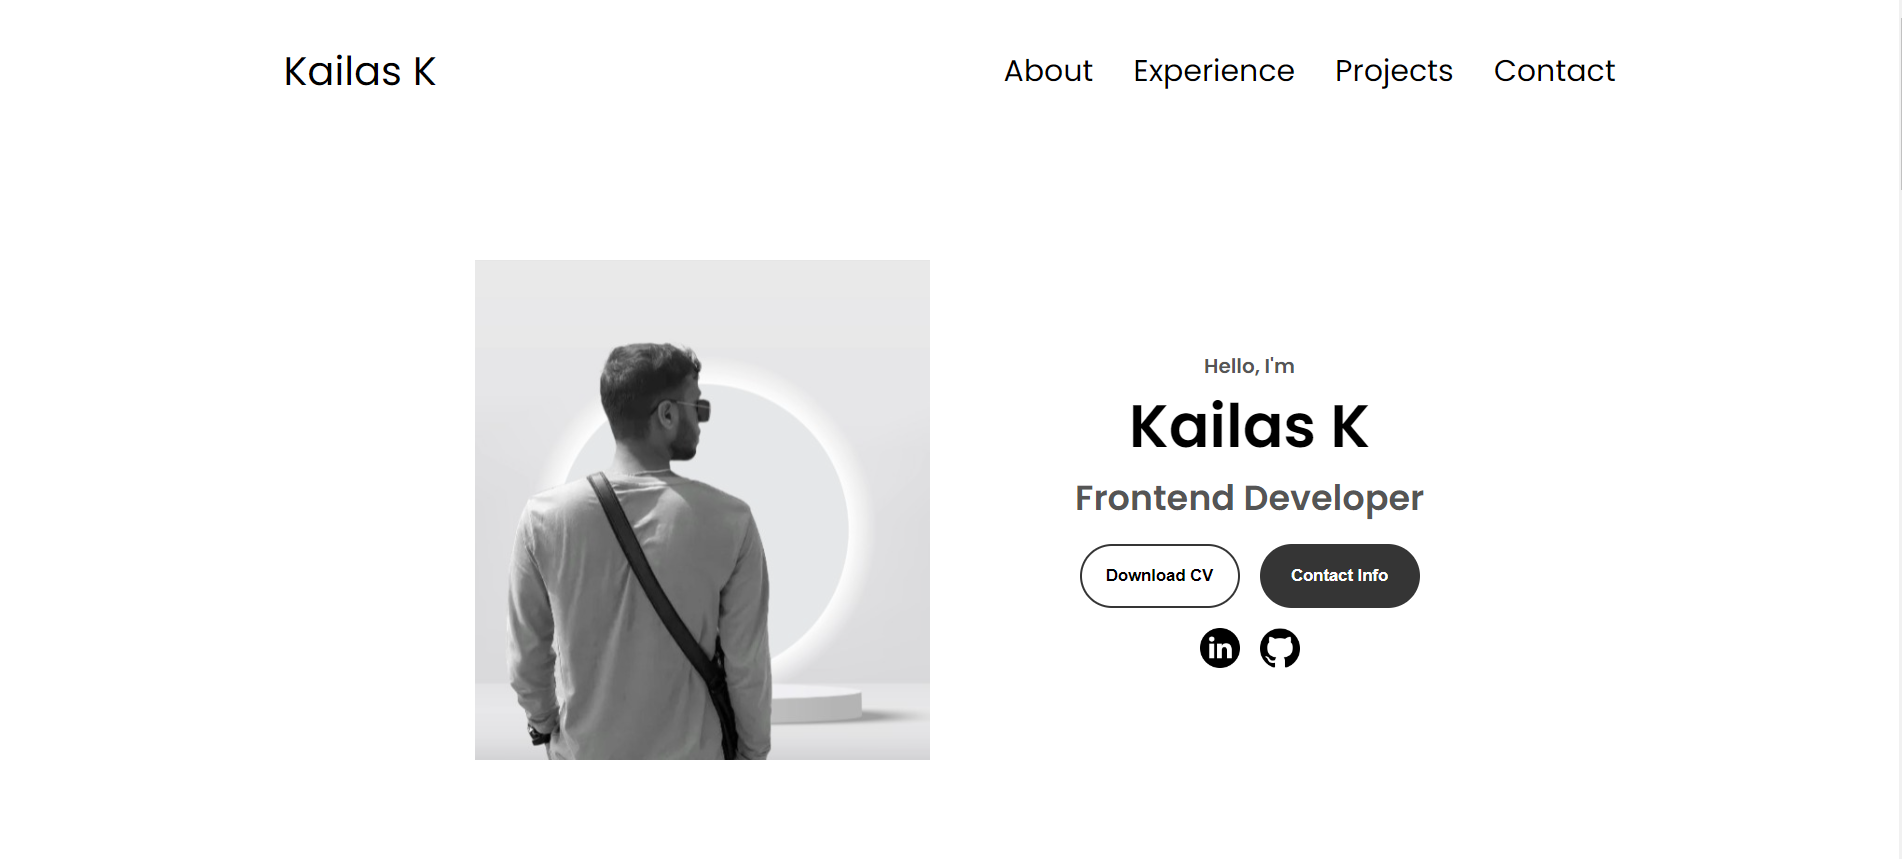 Kailas K
About Experience Projects Contact
Hello, I'm
Kailas K
Frontend Developer
Download CV
Contact Info
in